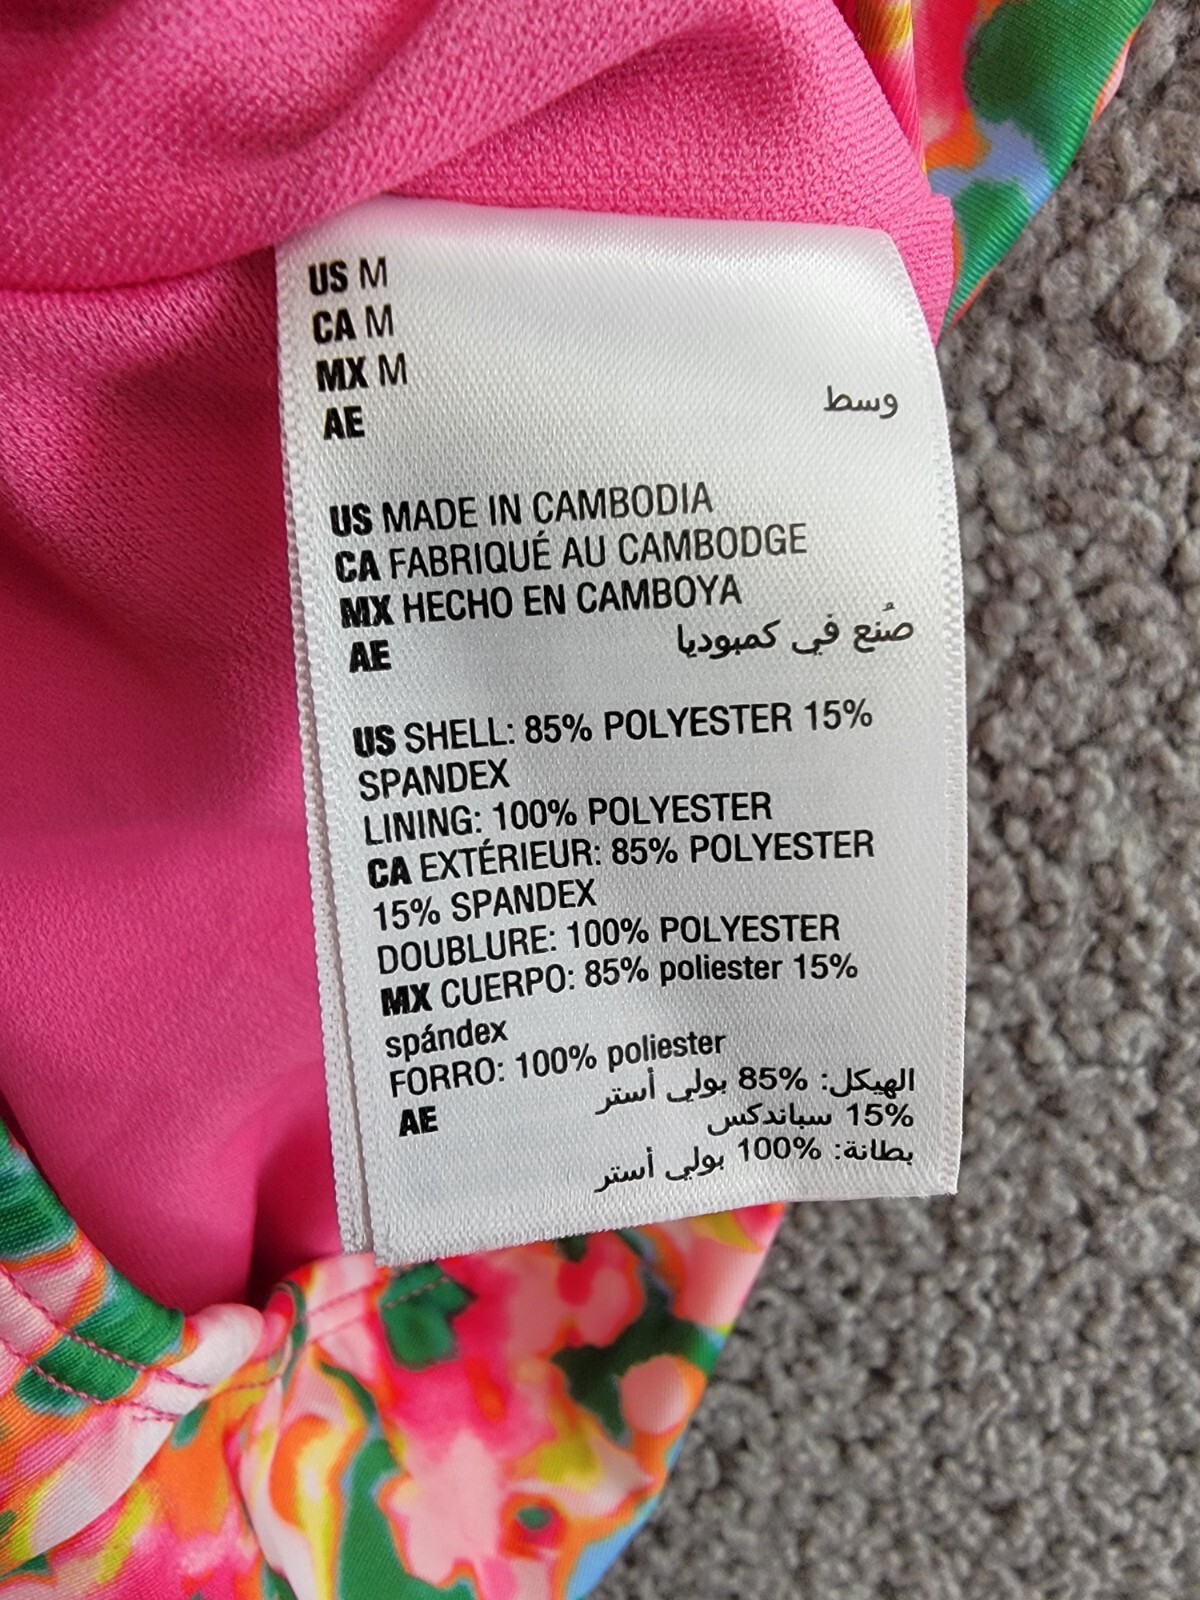 US M
CA M
MX M
AE وسط
US MADE IN CAMBODIA
CA FABRIQUÉ AU CAMBODGE
MX HECHO EN CAMBOYA
AE صُنع في كمبوديا
US SHELL: 85% POLYESTER 15%
SPANDEX
LINING: 100% POLYESTER
CA EXTÉRIEUR: 85% POLYESTER
15% SPANDEX
DOUBLURE: 100% POLYESTER
MX CUERPO: 85% poliester 15%
spándex
FORRO: 100% poliester
AE الهيكل: 85% بولي أستر
15% سباندكس
بطانة: 100% بولي أستر